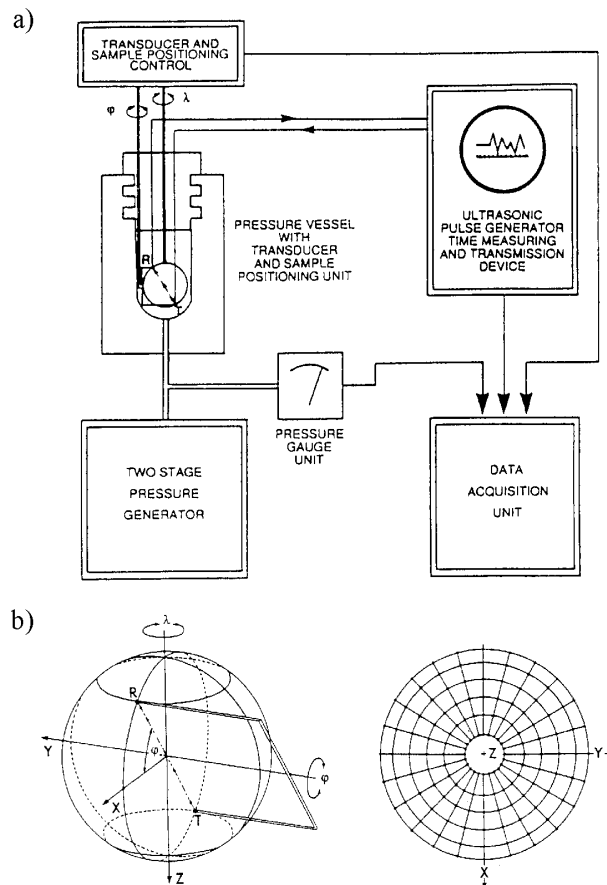 a)
TRANSDUCER AND
SAMPLE POSITIONING
CONTROL
φ
λ
R
T
PRESSURE VESSEL
WITH
TRANSDUCER
AND SAMPLE
POSITIONING UNIT
ULTRASONIC
PULSE GENERATOR
TIME MEASURING
AND TRANSMISSION
DEVICE
PRESSURE
GAUGE
UNIT
TWO STAGE
PRESSURE
GENERATOR
DATA
ACQUISITION
UNIT
b)
λ
R
Y
φ
X
φ
T
Z
Z
Y
X